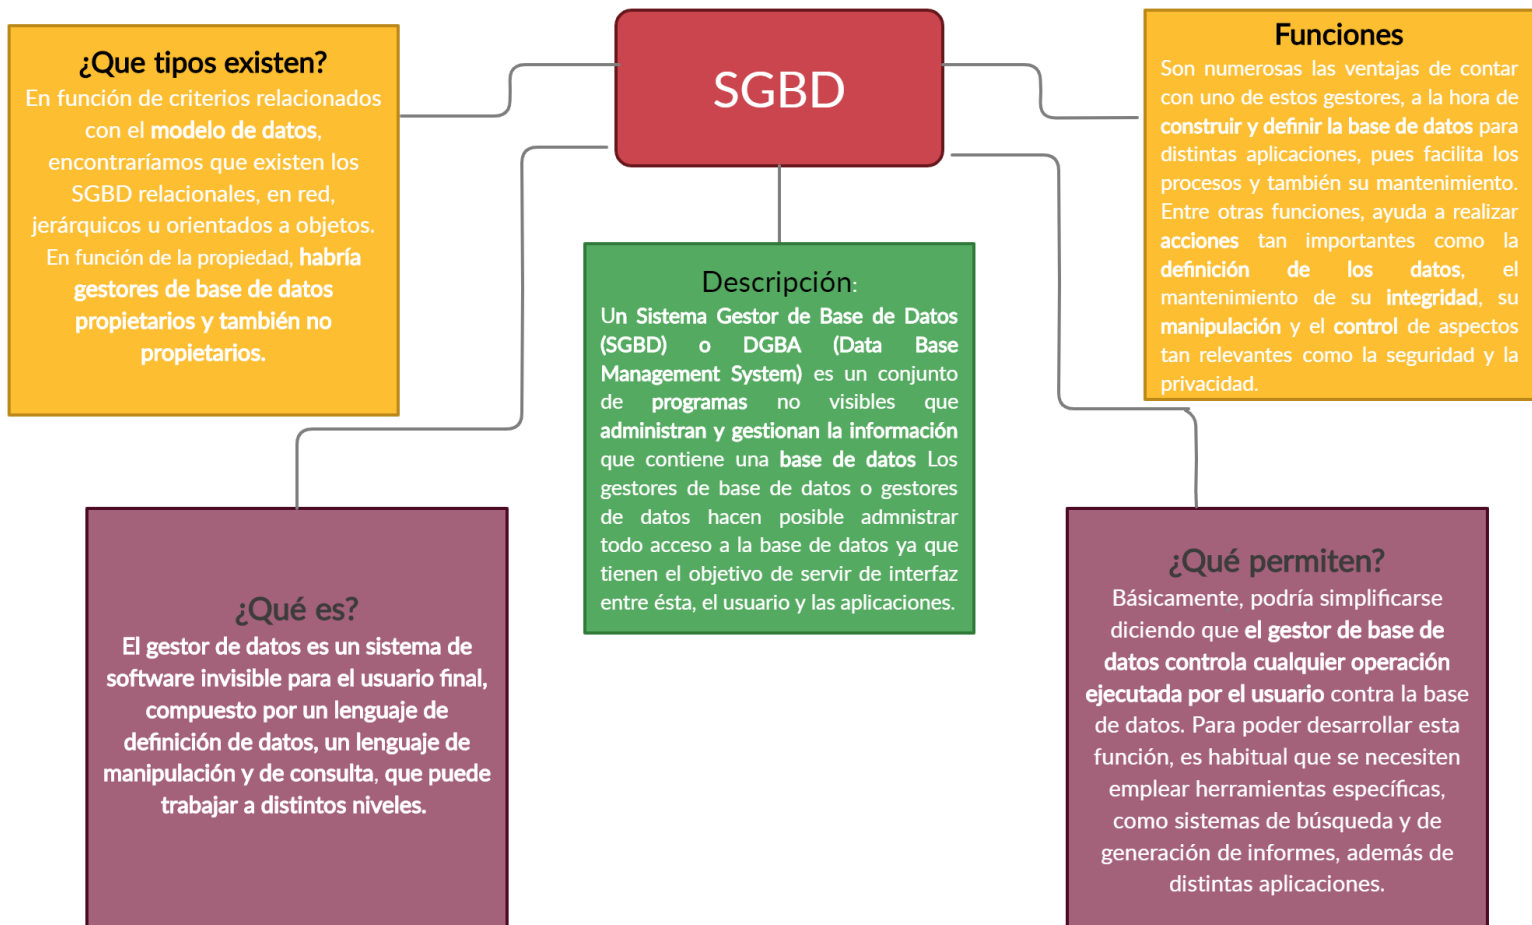 SGBD
¿Que tipos existen?
En función de criterios relacionados
con el modelo de datos,
encontraríamos que existen los
SGBD relacionales, en red,
jerárquicos u orientados a objetos.
En función de la propiedad, habría
gestores de base de datos
propietarios y también no
propietarios.
Funciones
Son numerosas las ventajas de contar
con uno de estos gestores, a la hora de
construir y definir la base de datos para
distintas aplicaciones, pues facilita los
procesos y también su mantenimiento.
Entre otras funciones, ayuda a realizar
acciones tan importantes como la
definición de los datos, el
mantenimiento de su integridad, su
manipulación y el control de aspectos
tan relevantes como la seguridad y la
privacidad.
Descripción:
Un Sistema Gestor de Base de Datos
(SGBD) o DGBA (Data Base
Management System) es un conjunto
de programas no visibles que
administran y gestionan la información
que contiene una base de datos Los
gestores de base de datos o gestores
de datos hacen posible admnistrar
todo acceso a la base de datos ya que
tienen el objetivo de servir de interfaz
entre ésta, el usuario y las aplicaciones.
¿Qué es?
El gestor de datos es un sistema de
software invisible para el usuario final,
compuesto por un lenguaje de
definición de datos, un lenguaje de
manipulación y de consulta, que puede
trabajar a distintos niveles.
¿Qué permiten?
Básicamente, podría simplificarse
diciendo que el gestor de base de
datos controla cualquier operación
ejecutada por el usuario contra la base
de datos. Para poder desarrollar esta
función, es habitual que se necesiten
emplear herramientas específicas,
como sistemas de búsqueda y de
generación de informes, además de
distintas aplicaciones.